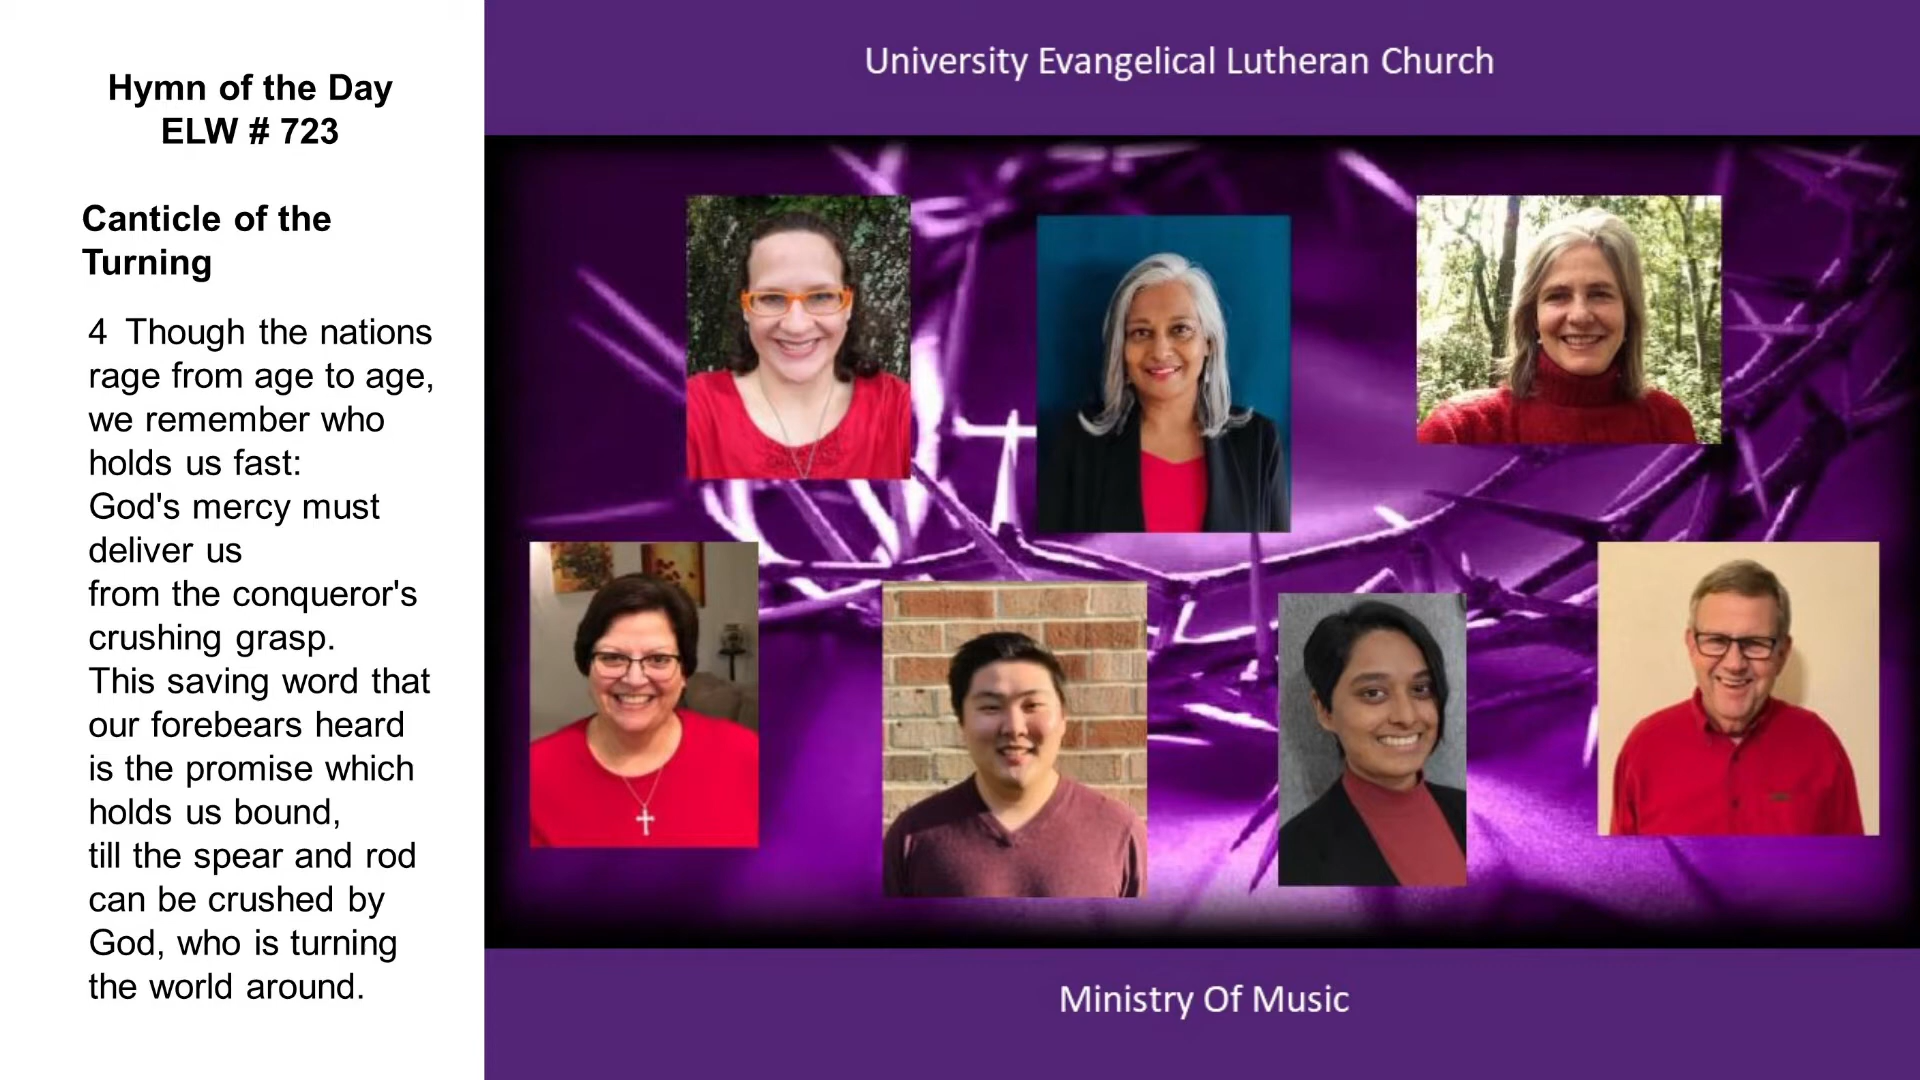 Hymn of the Day
ELW # 723
Canticle of the
Turning
4 Though the nations
rage from age to age,
we remember who
holds us fast:
God's mercy must
deliver us
from the conqueror's
crushing grasp.
This saving word that
our forebears heard
is the promise which
holds us bound,
till the spear and rod
can be crushed by
God, who is turning
the world around.
University Evangelical Lutheran Church
Ministry Of Music